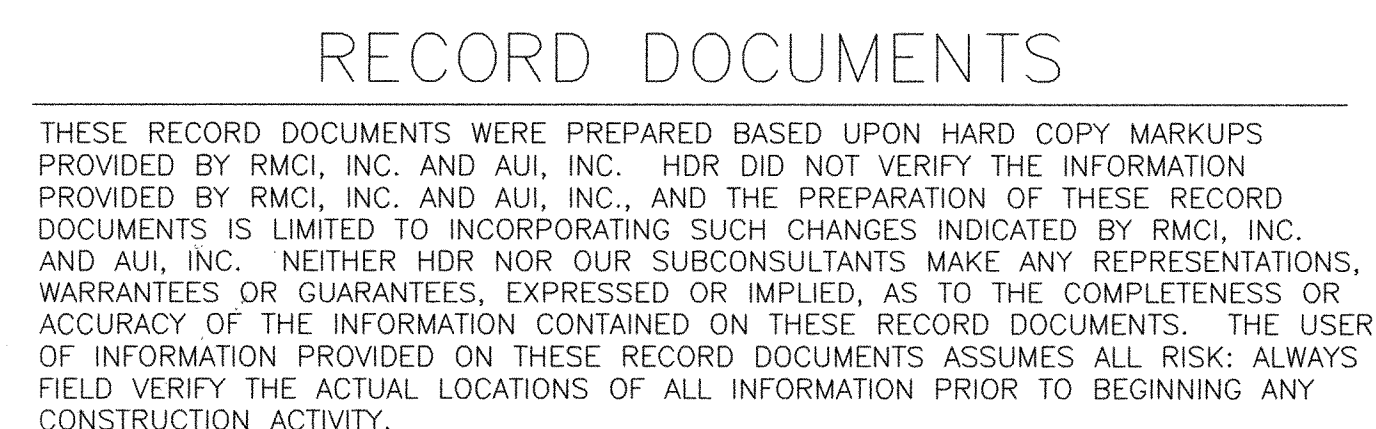 RECORD DOCUMENTS
THESE RECORD DOCUMENTS WERE PREPARED BASED UPON HARD COPY MARKUPS
PROVIDED BY RMCI, INC. AND AUI, INC. HDR DID NOT VERIFY THE INFORMATION
PROVIDED BY RMCI, INC. AND AUI, INC., AND THE PREPARATION OF THESE RECORD
DOCUMENTS IS LIMITED TO INCORPORATING SUCH CHANGES INDICATED BY RMCI, INC.
AND AUI, INC. NEITHER HDR NOR OUR SUBCONSULTANTS MAKE ANY REPRESENTATIONS,
WARRANTEES OR GUARANTEES, EXPRESSED OR IMPLIED, AS TO THE COMPLETENESS OR
ACCURACY OF THE INFORMATION CONTAINED ON THESE RECORD DOCUMENTS. THE USER
OF INFORMATION PROVIDED ON THESE RECORD DOCUMENTS ASSUMES ALL RISK: ALWAYS
FIELD VERIFY THE ACTUAL LOCATIONS OF ALL INFORMATION PRIOR TO BEGINNING ANY
CONSTRUCTION ACTIVITY.